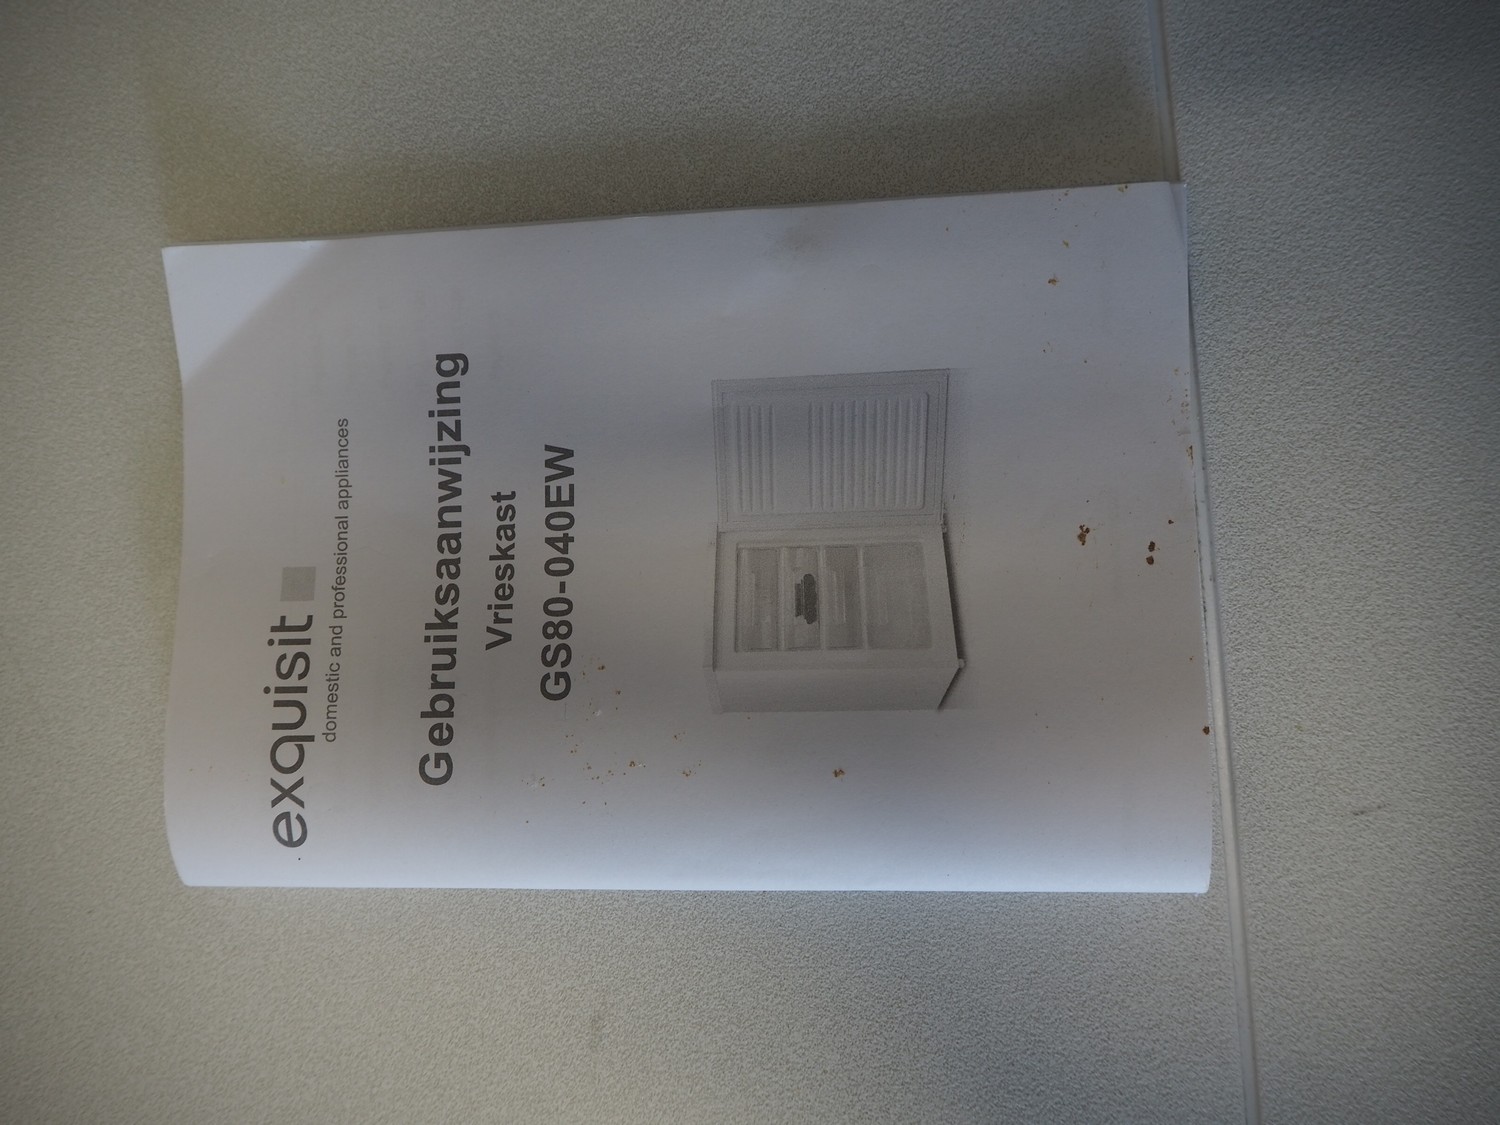 exquisit
domestic and professional appliances
Gebruiksaanwijzing
Vrieskast
GS80-040EW